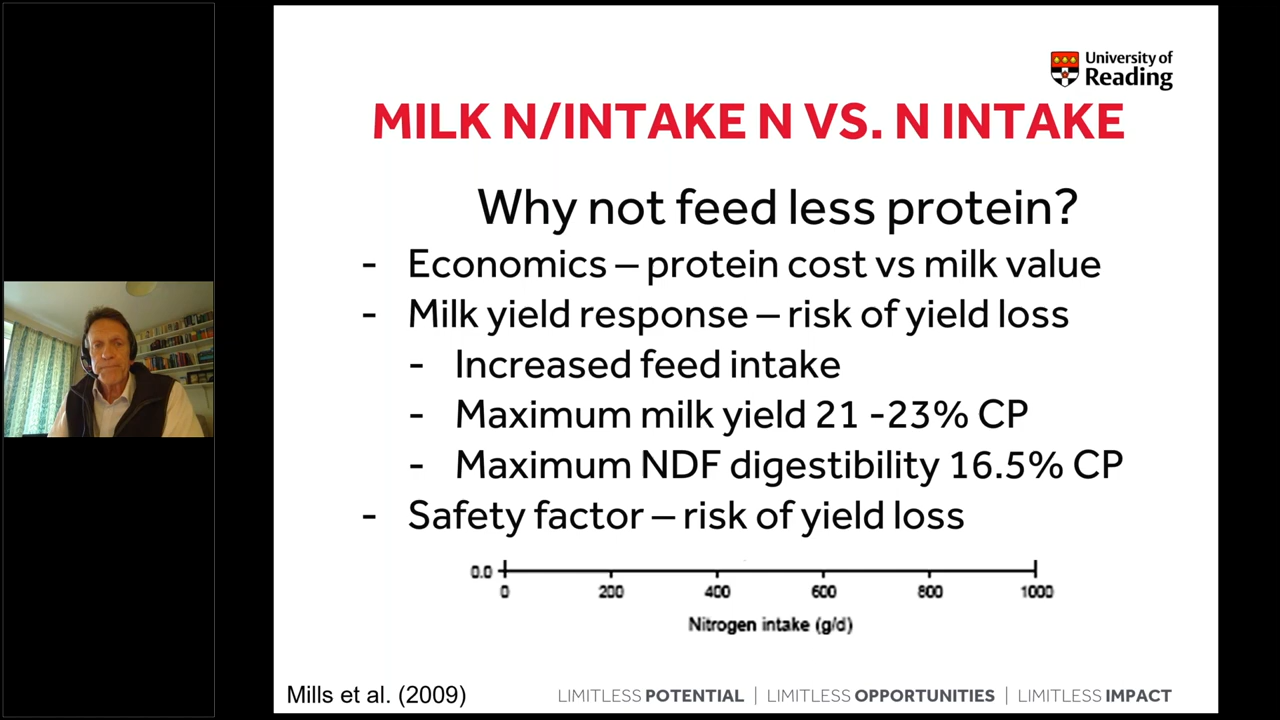 University of
Reading
MILK N/INTAKE N VS. N INTAKE
Why not feed less protein?
- Economics – protein cost vs milk value
- Milk yield response – risk of yield loss
- Increased feed intake
- Maximum milk yield 21 -23% CP
- Maximum NDF digestibility 16.5% CP
- Safety factor – risk of yield loss
0.0
0 200 400 600 800 1000
Nitrogen intake (g/d)
Mills et al. (2009)
LIMITLESS POTENTIAL | LIMITLESS OPPORTUNITIES | LIMITLESS IMPACT